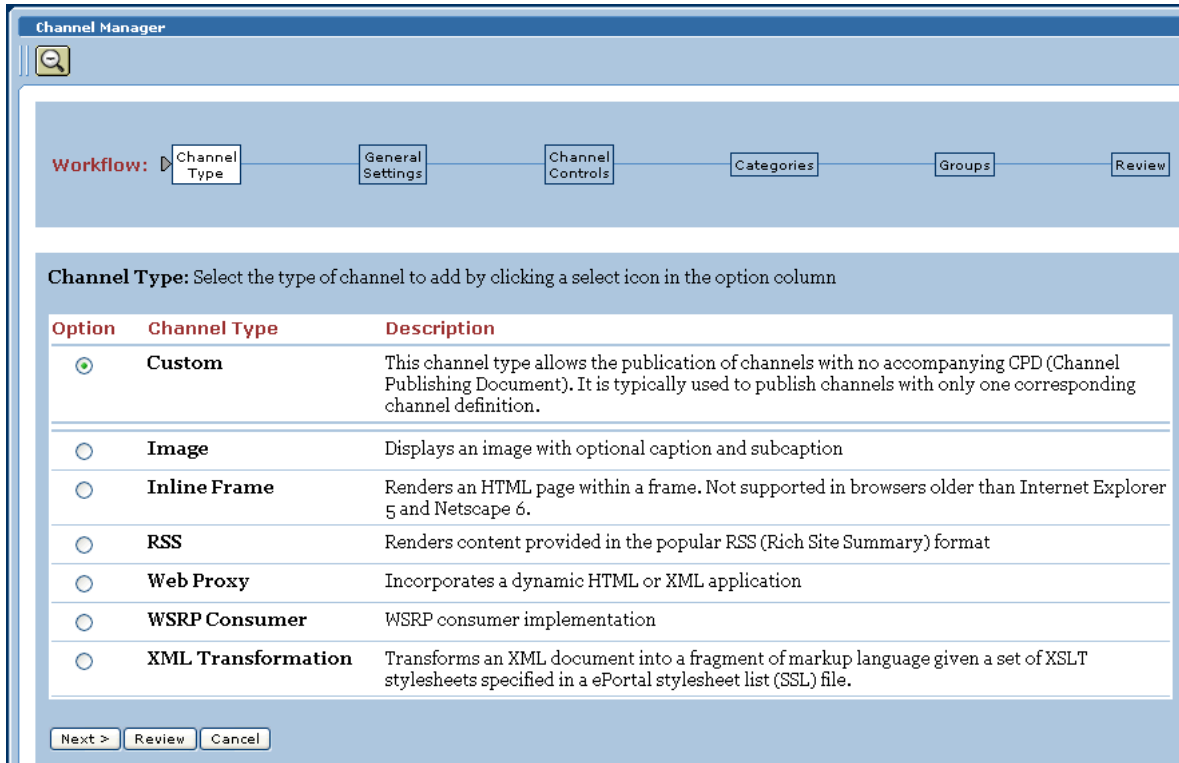 Channel Manager
Workflow:
Channel
Type
General
Settings
Channel
Controls
Categories
Groups
Review
Channel Type: Select the type of channel to add by clicking a select icon in the option column
Option Channel Type Description
Custom This channel type allows the publication of channels with no accompanying CPD (Channel
Publishing Document). It is typically used to publish channels with only one corresponding
channel definition.
Image Displays an image with optional caption and subcaption
Inline Frame Renders an HTML page within a frame. Not supported in browsers older than Internet Explorer
5 and Netscape 6.
RSS Renders content provided in the popular RSS (Rich Site Summary) format
Web Proxy Incorporates a dynamic HTML or XML application
WSRP Consumer WSRP consumer implementation
XML Transformation Transforms an XML document into a fragment of markup language given a set of XSLT
stylesheets specified in a ePortal stylesheet list (SSL) file.
Next > Review Cancel